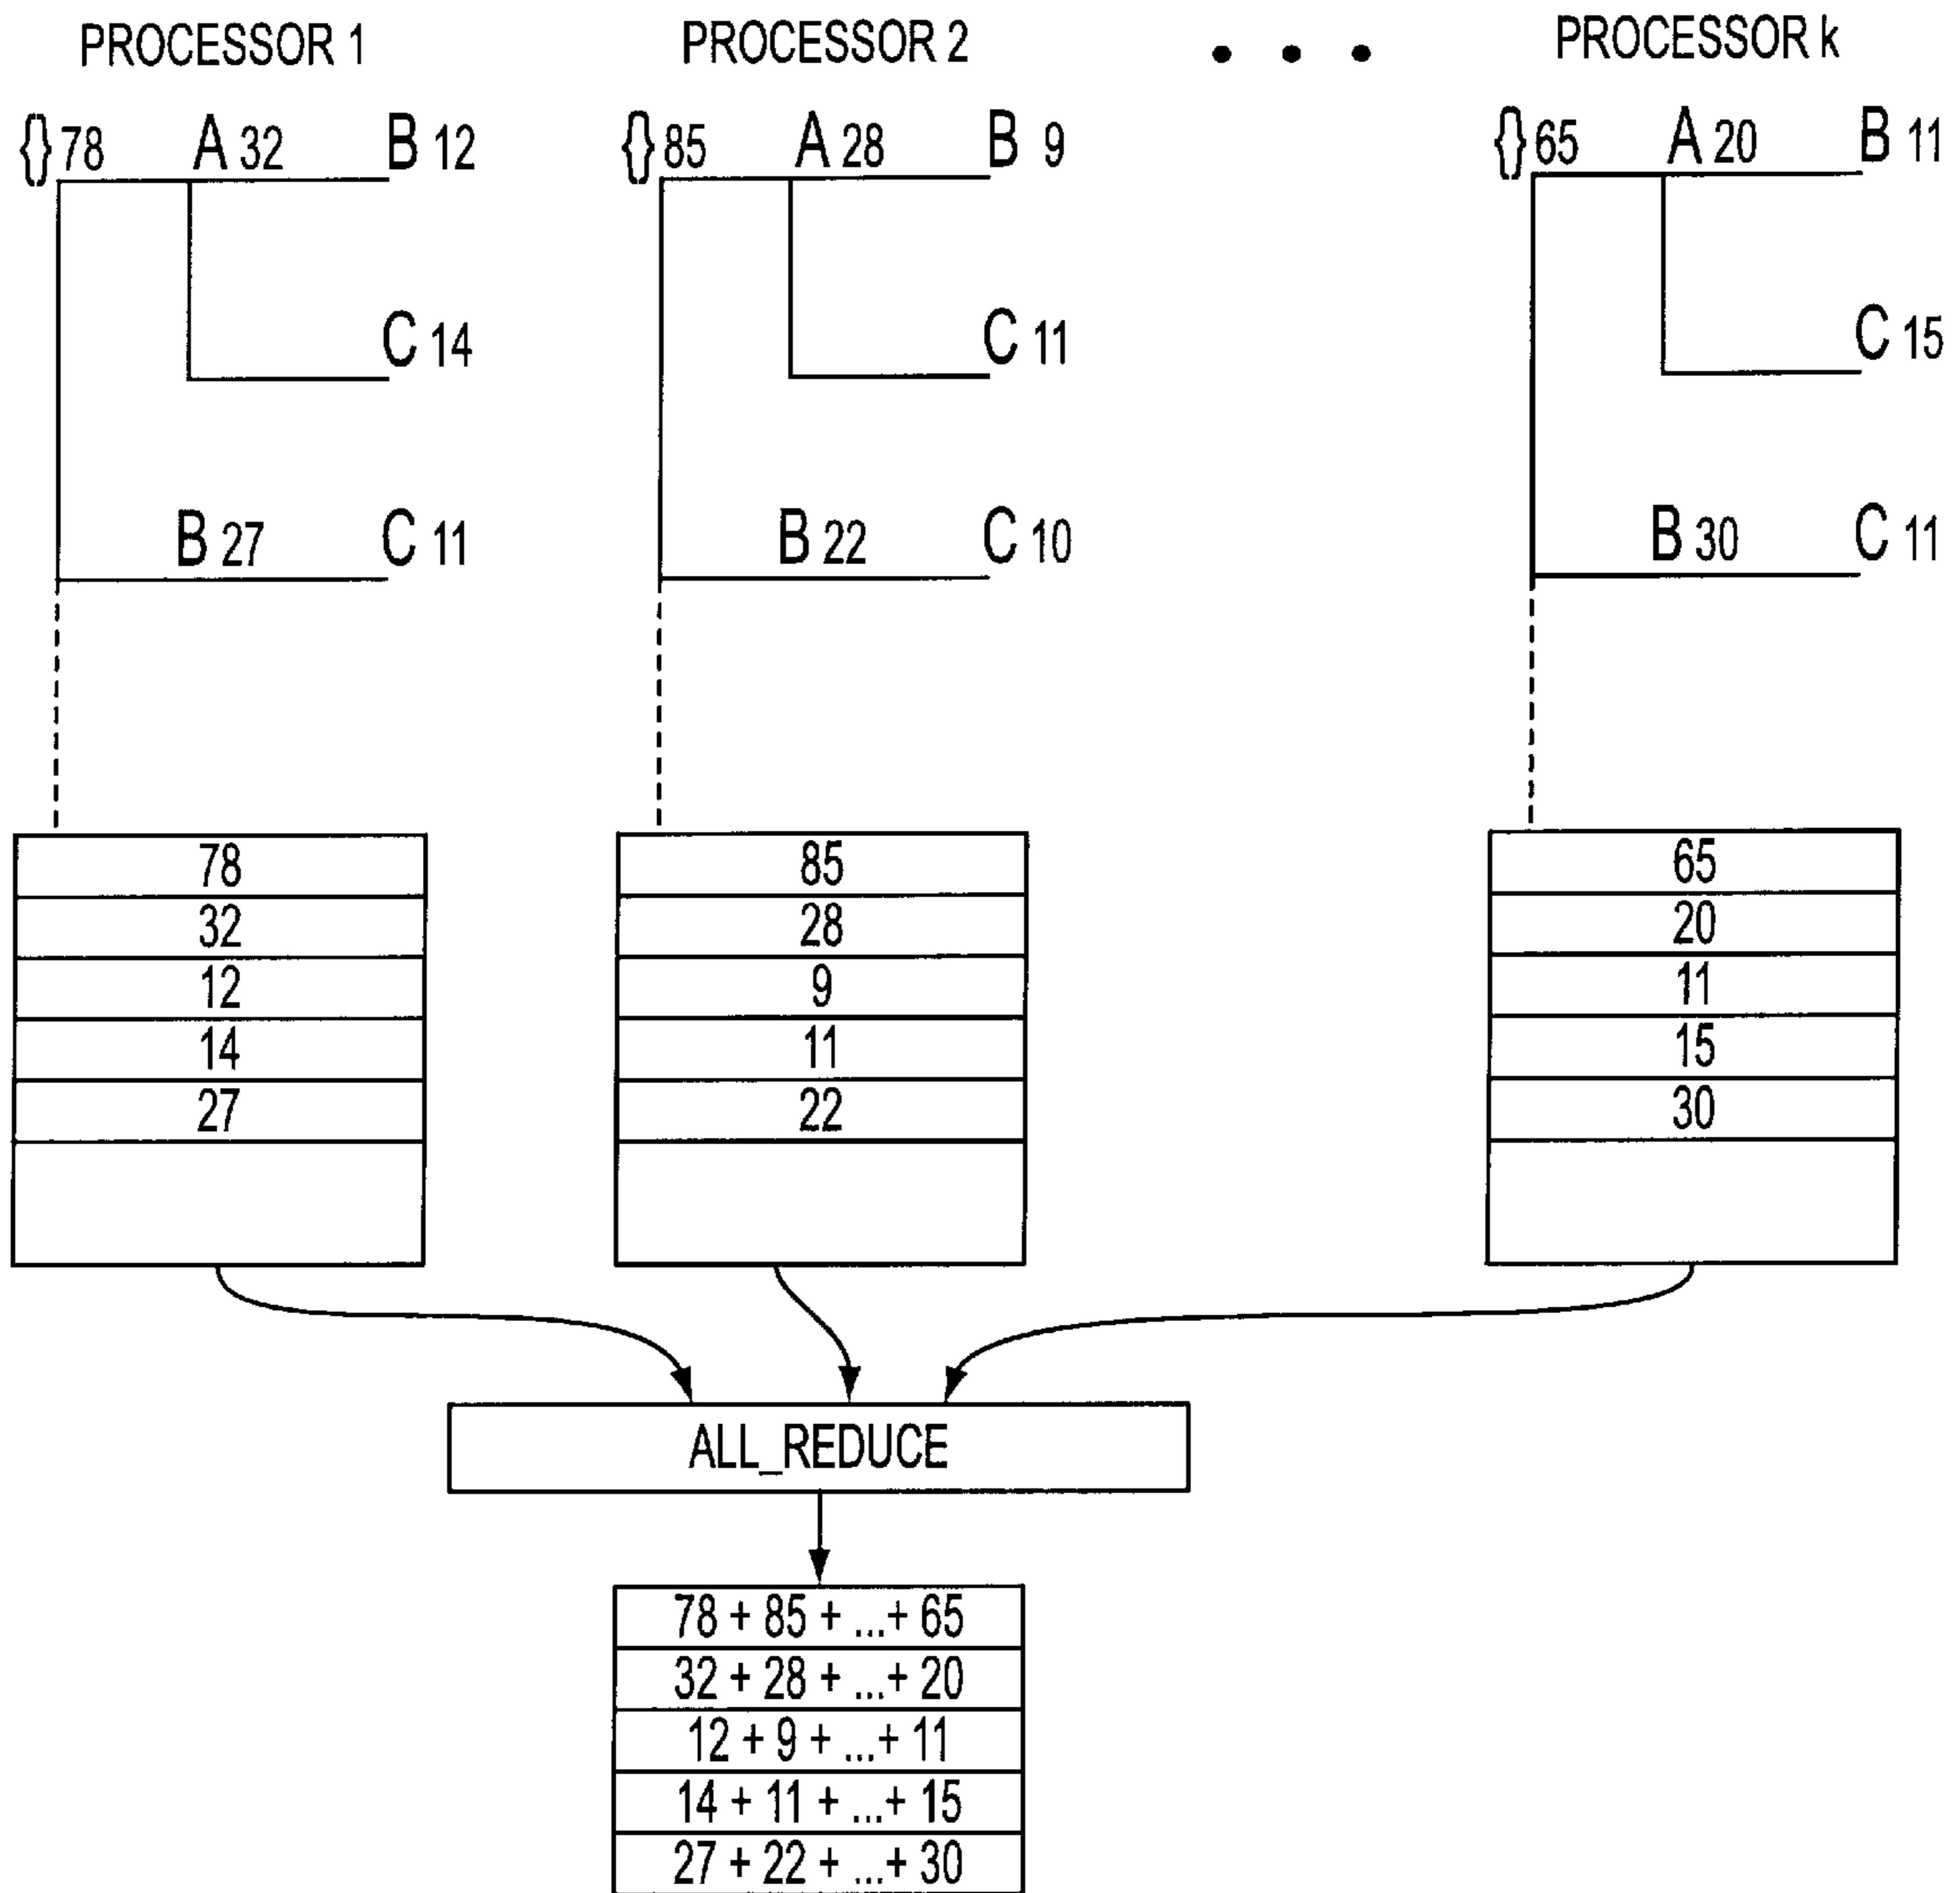 PROCESSOR 1 PROCESSOR 2 • • • PROCESSOR k
{} 78 A 32 B 12 {} 85 A 28 B 9 {} 65 A 20 B 11
C 14 C 11 C 15
B 27 C 11 B 22 C 10 B 30 C 11
78 85 65
32 28 20
12 9 11
14 11 15
27 22 30
ALL_REDUCE
78 + 85 + ...+ 65
32 + 28 + ...+ 20
12 + 9 + ...+ 11
14 + 11 + ...+ 15
27 + 22 + ...+ 30